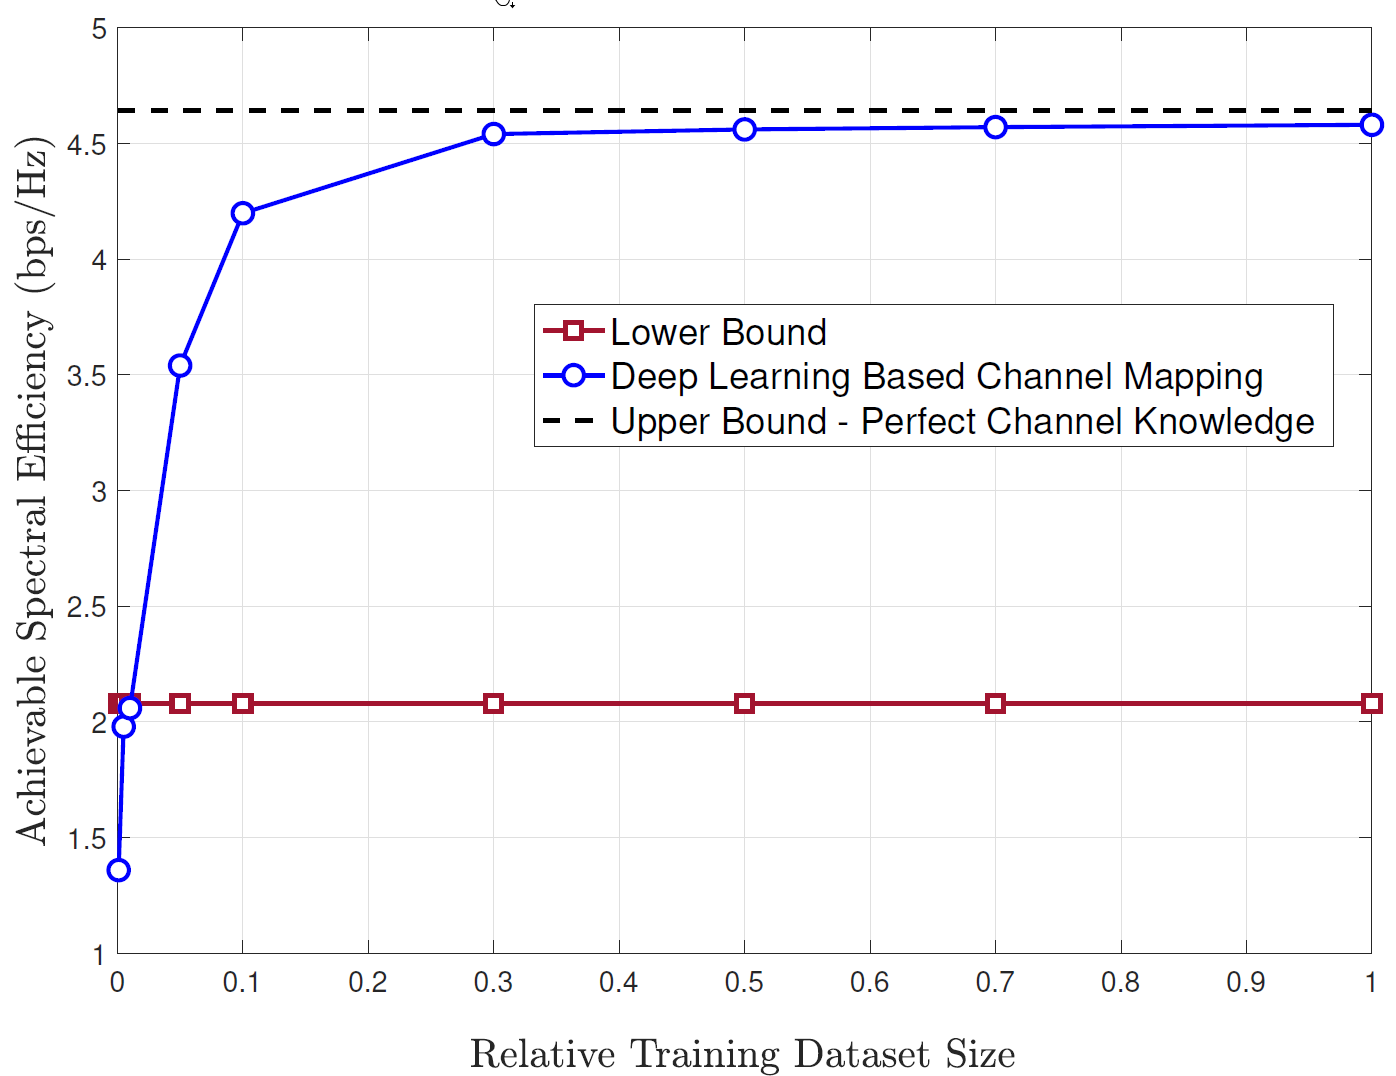 5
4.5
4
3.5
3
2.5
2
1.5
1
Achievable Spectral Efficiency (bps/Hz)
Lower Bound
Deep Learning Based Channel Mapping
Upper Bound - Perfect Channel Knowledge
0 0.1 0.2 0.3 0.4 0.5 0.6 0.7 0.8 0.9 1
Relative Training Dataset Size